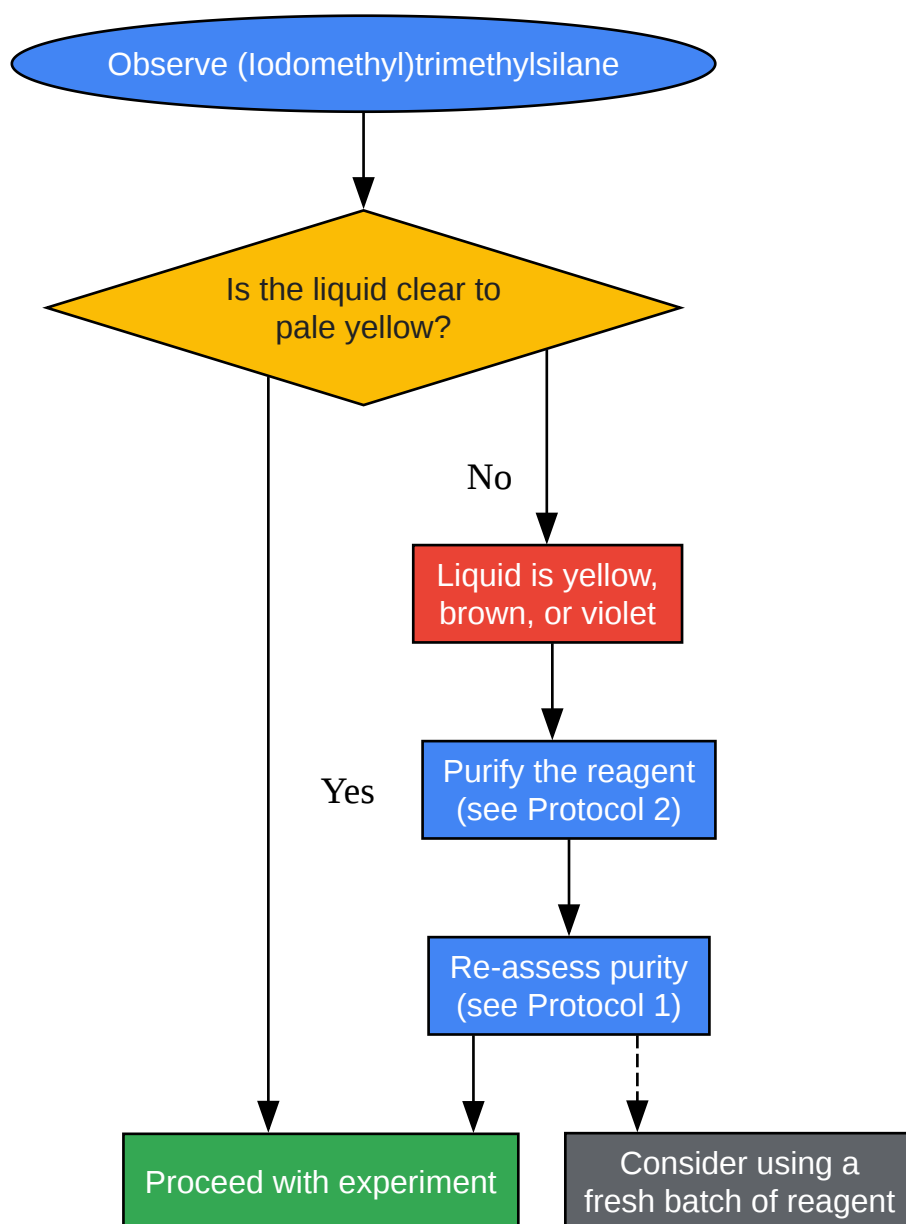 Observe (Iodomethyl)trimethylsilane
Is the liquid clear to
pale yellow?
No
Liquid is yellow,
brown, or violet
Purify the reagent
(see Protocol 2)
Yes
Re-assess purity
(see Protocol 1)
Proceed with experiment
Consider using a
fresh batch of reagent